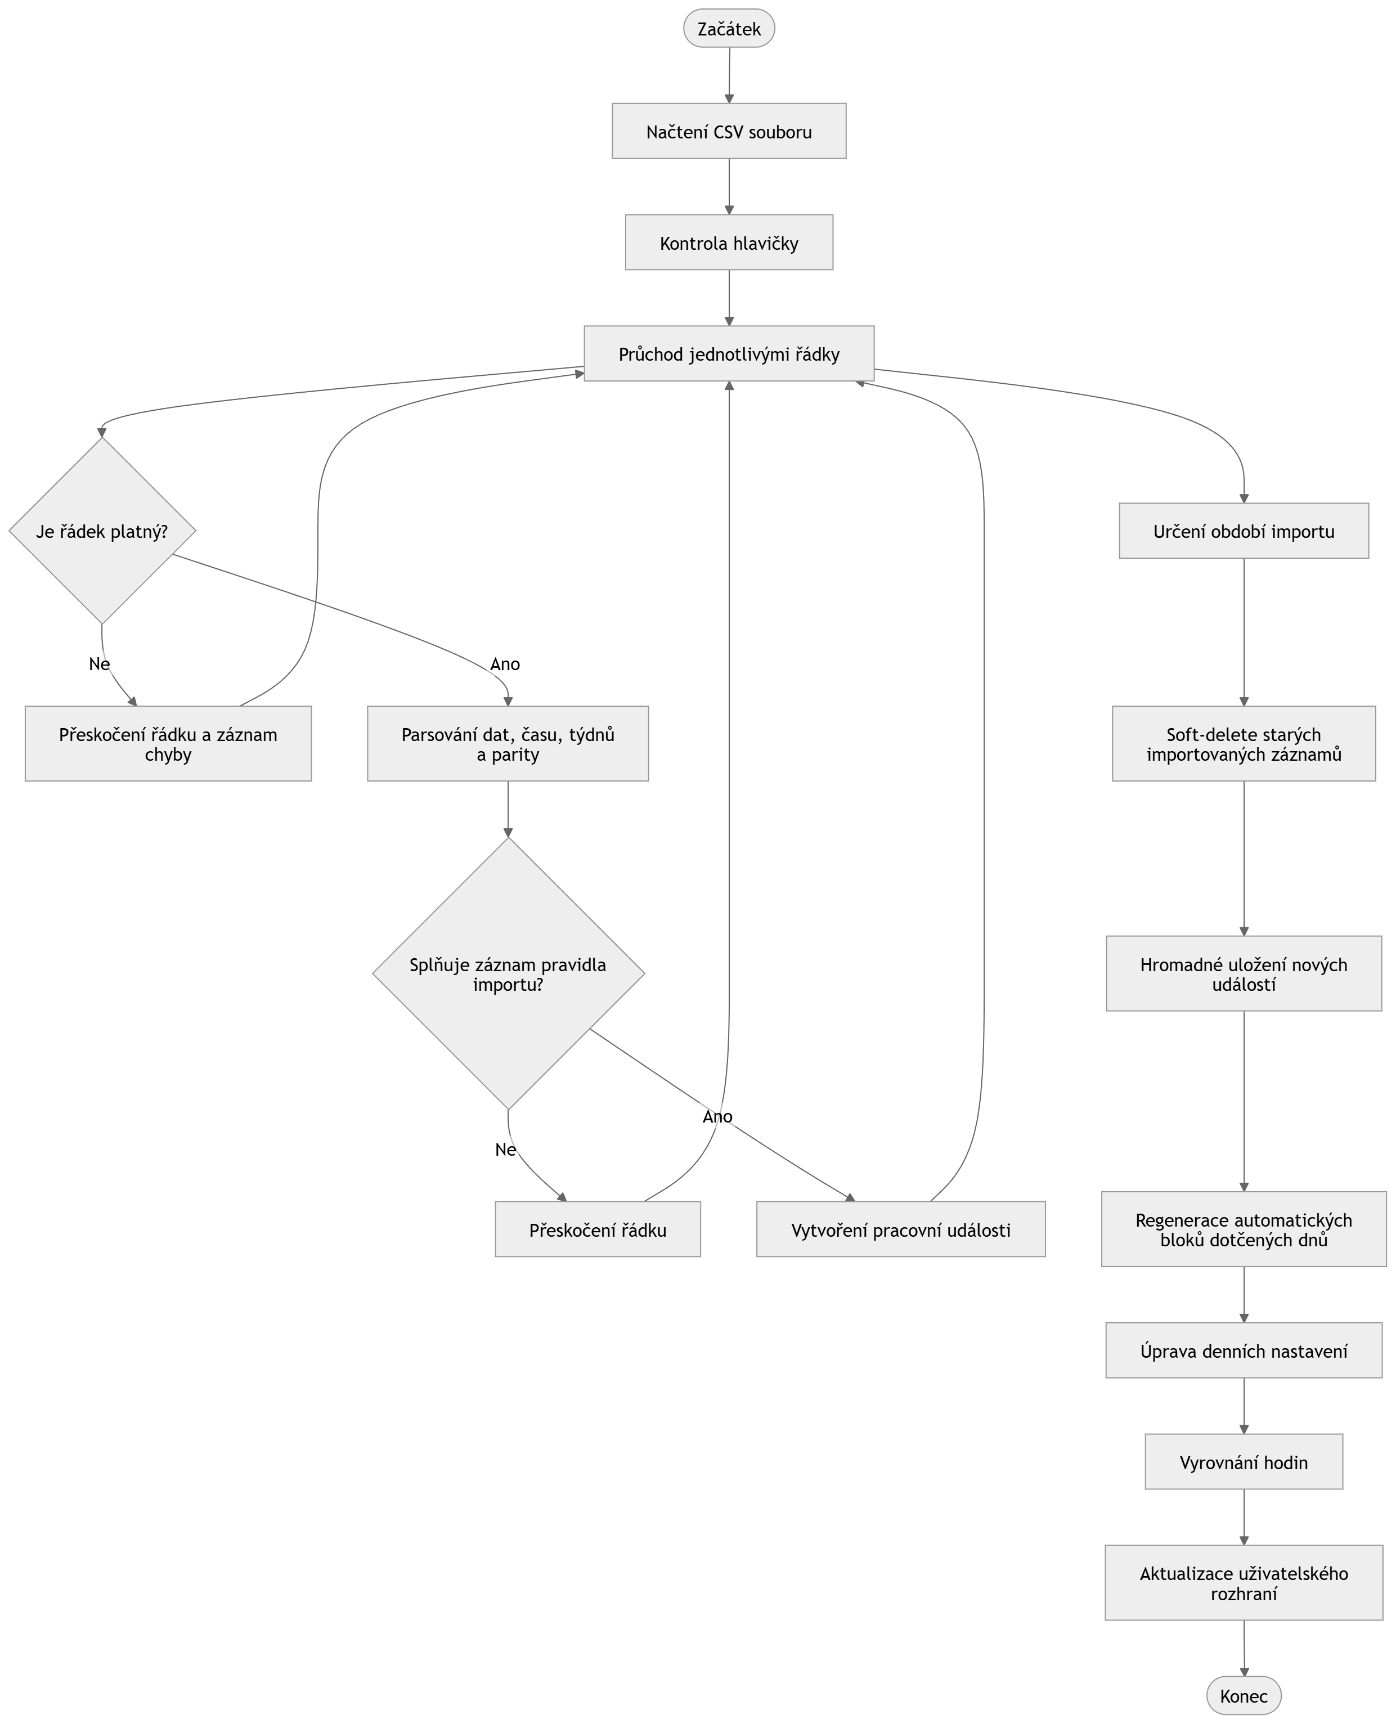 Začátek
Načtení CSV souboru
Kontrola hlavičky
Průchod jednotlivými řádky
Je řádek platný?
Určení období importu
Ne
Ano
Přeskočení řádku a záznam
chyby
Parsování dat, času, týdnů
a parity
Soft-delete starých
importovaných záznamů
Splňuje záznam pravidla
importu?
Hromadné uložení nových
událostí
Ano
Ne
Přeskočení řádku
Vytvoření pracovní události
Regenerace automatických
bloků dotčených dnů
Úprava denních nastavení
Vyrovnání hodin
Aktualizace uživatelského
rozhraní
Konec